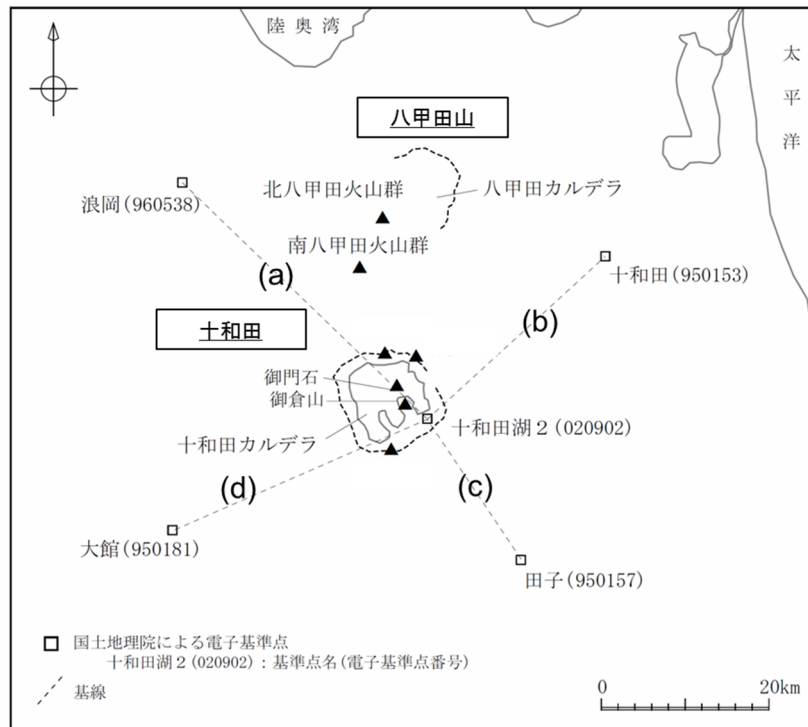 陸奥湾
太平洋
八甲田山
北八甲田火山群
八甲田カルデラ
浪岡(960538)
南八甲田火山群
十和田(950153)
(a)
(b)
十和田
御門石
御倉山
十和田湖2(020902)
十和田カルデラ
(d)
(c)
大館(950181)
田子(950157)
国土地理院による電子基準点
十和田湖2(020902):基準点名(電子基準点番号)
基線
0 20km